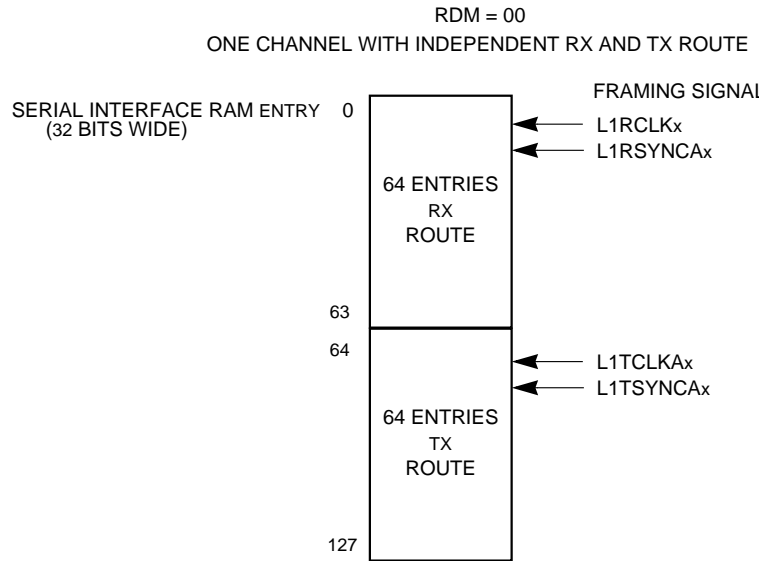 RDM = 00
ONE CHANNEL WITH INDEPENDENT RX AND TX ROUTE
FRAMING SIGNAL
SERIAL INTERFACE RAM ENTRY 0
(32 BITS WIDE)
L1RCLKx
L1RSYNCAx
64 ENTRIES
RX
ROUTE
63
64
L1TCLKAx
L1TSYNCAx
64 ENTRIES
TX
ROUTE
127